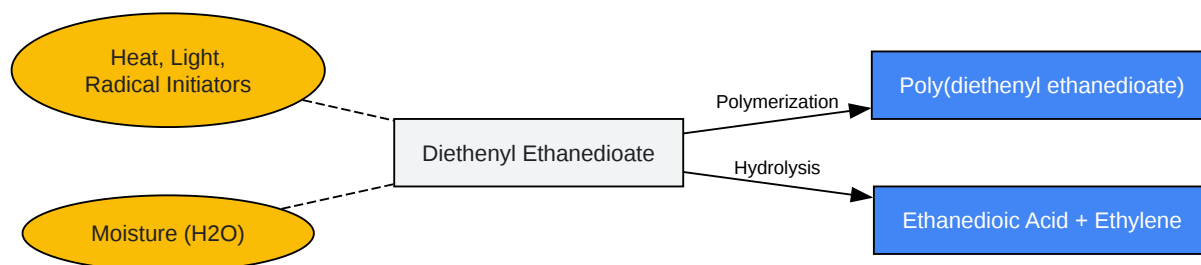 Heat, Light,
Radical Initiators
Polymerization
Poly(diethenyl ethanedioate)
Diethenyl Ethanedioate
Hydrolysis
Moisture (H2O)
Ethanedioic Acid + Ethylene